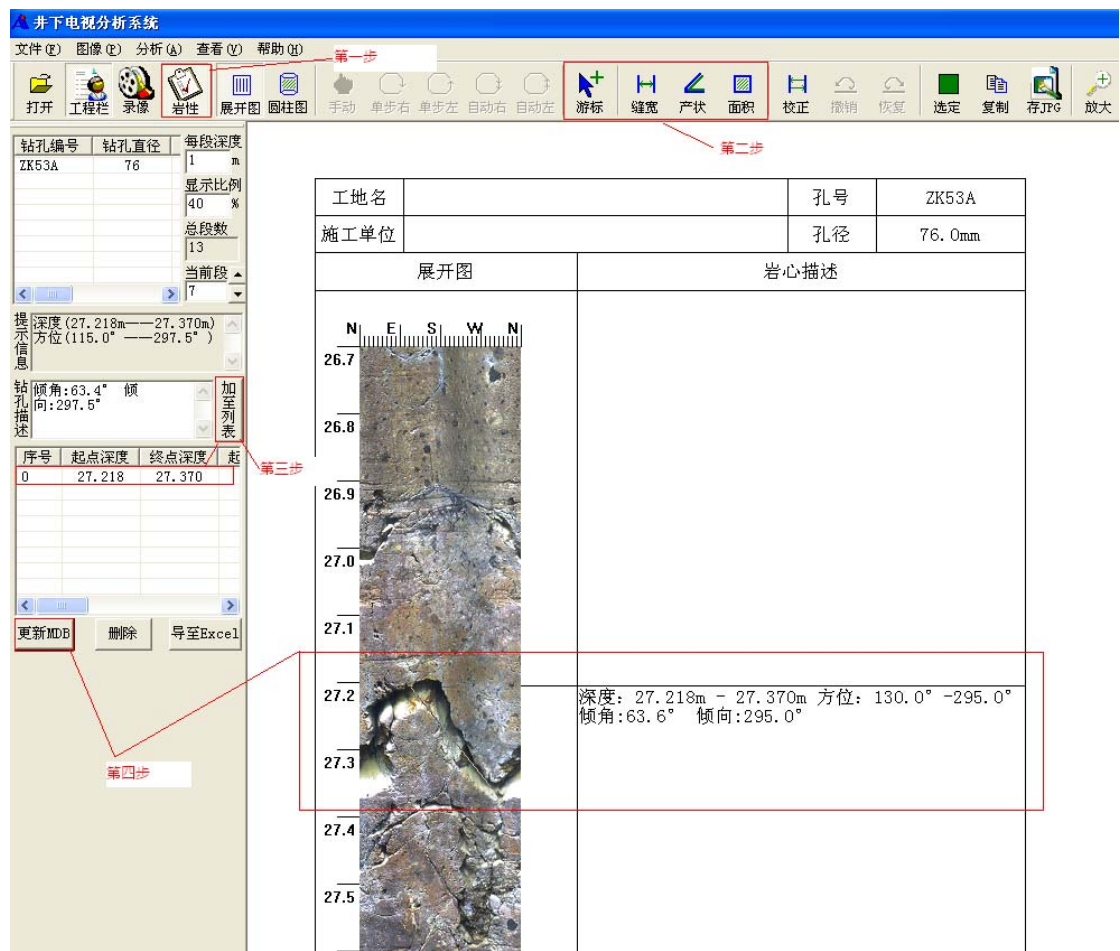 井下电视分析系统
文件(F) 图像(P) 分析(A) 查看(V) 帮助(H)
第一步
打开 工程栏 录像 岩性 展开图 圆柱图 手动 单步右 单步左 自动右 自动左 游标 缝宽 产状 面积 校正 撤销 恢复 选定 复制 存JPG 放大
第二步
钻孔编号 钻孔直径
ZK53A 76
每段深度
1 m
显示比例
40 %
总段数
13
当前段
7
提示信息
深度(27.218m——27.370m)
方位(115.0°——297.5°)
钻孔描述
倾角:63.4° 倾
向:297.5°
加至列表
序号 起点深度 终点深度 起
0 27.218 27.370
第三步
更新MDB 删除 导至Excel
第四步
工地名 孔号 ZK53A
施工单位 孔径 76.0mm
展开图 岩心描述
N E S W N
26.7
26.8
26.9
27.0
27.1
27.2
深度: 27.218m - 27.370m 方位: 130.0° -295.0°
倾角:63.6° 倾向:295.0°
27.3
27.4
27.5